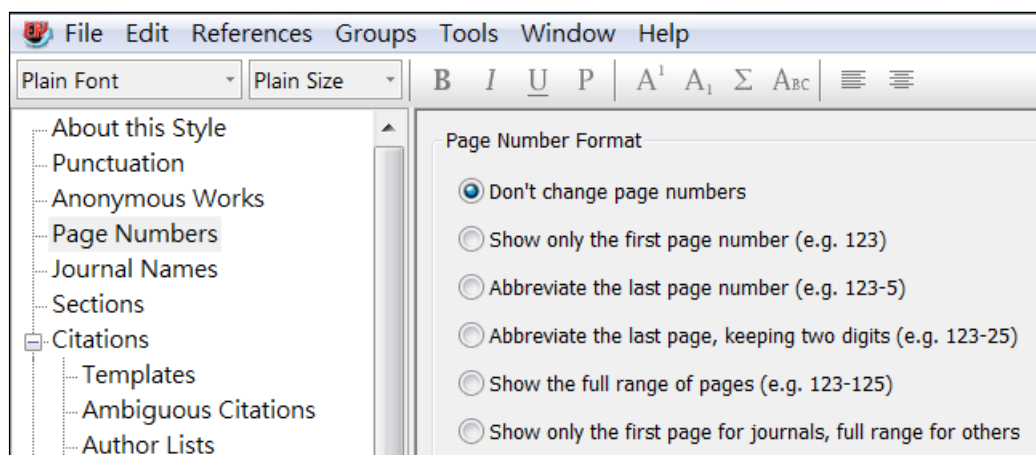 File Edit References Groups Tools Window Help
Plain Font Plain Size B I U P A¹ A₁ Σ ABC
About this Style
Punctuation
Anonymous Works
Page Numbers
Journal Names
Sections
Citations
Templates
Ambiguous Citations
Author Lists
Page Number Format
Don't change page numbers
Show only the first page number (e.g. 123)
Abbreviate the last page number (e.g. 123-5)
Abbreviate the last page, keeping two digits (e.g. 123-25)
Show the full range of pages (e.g. 123-125)
Show only the first page for journals, full range for others